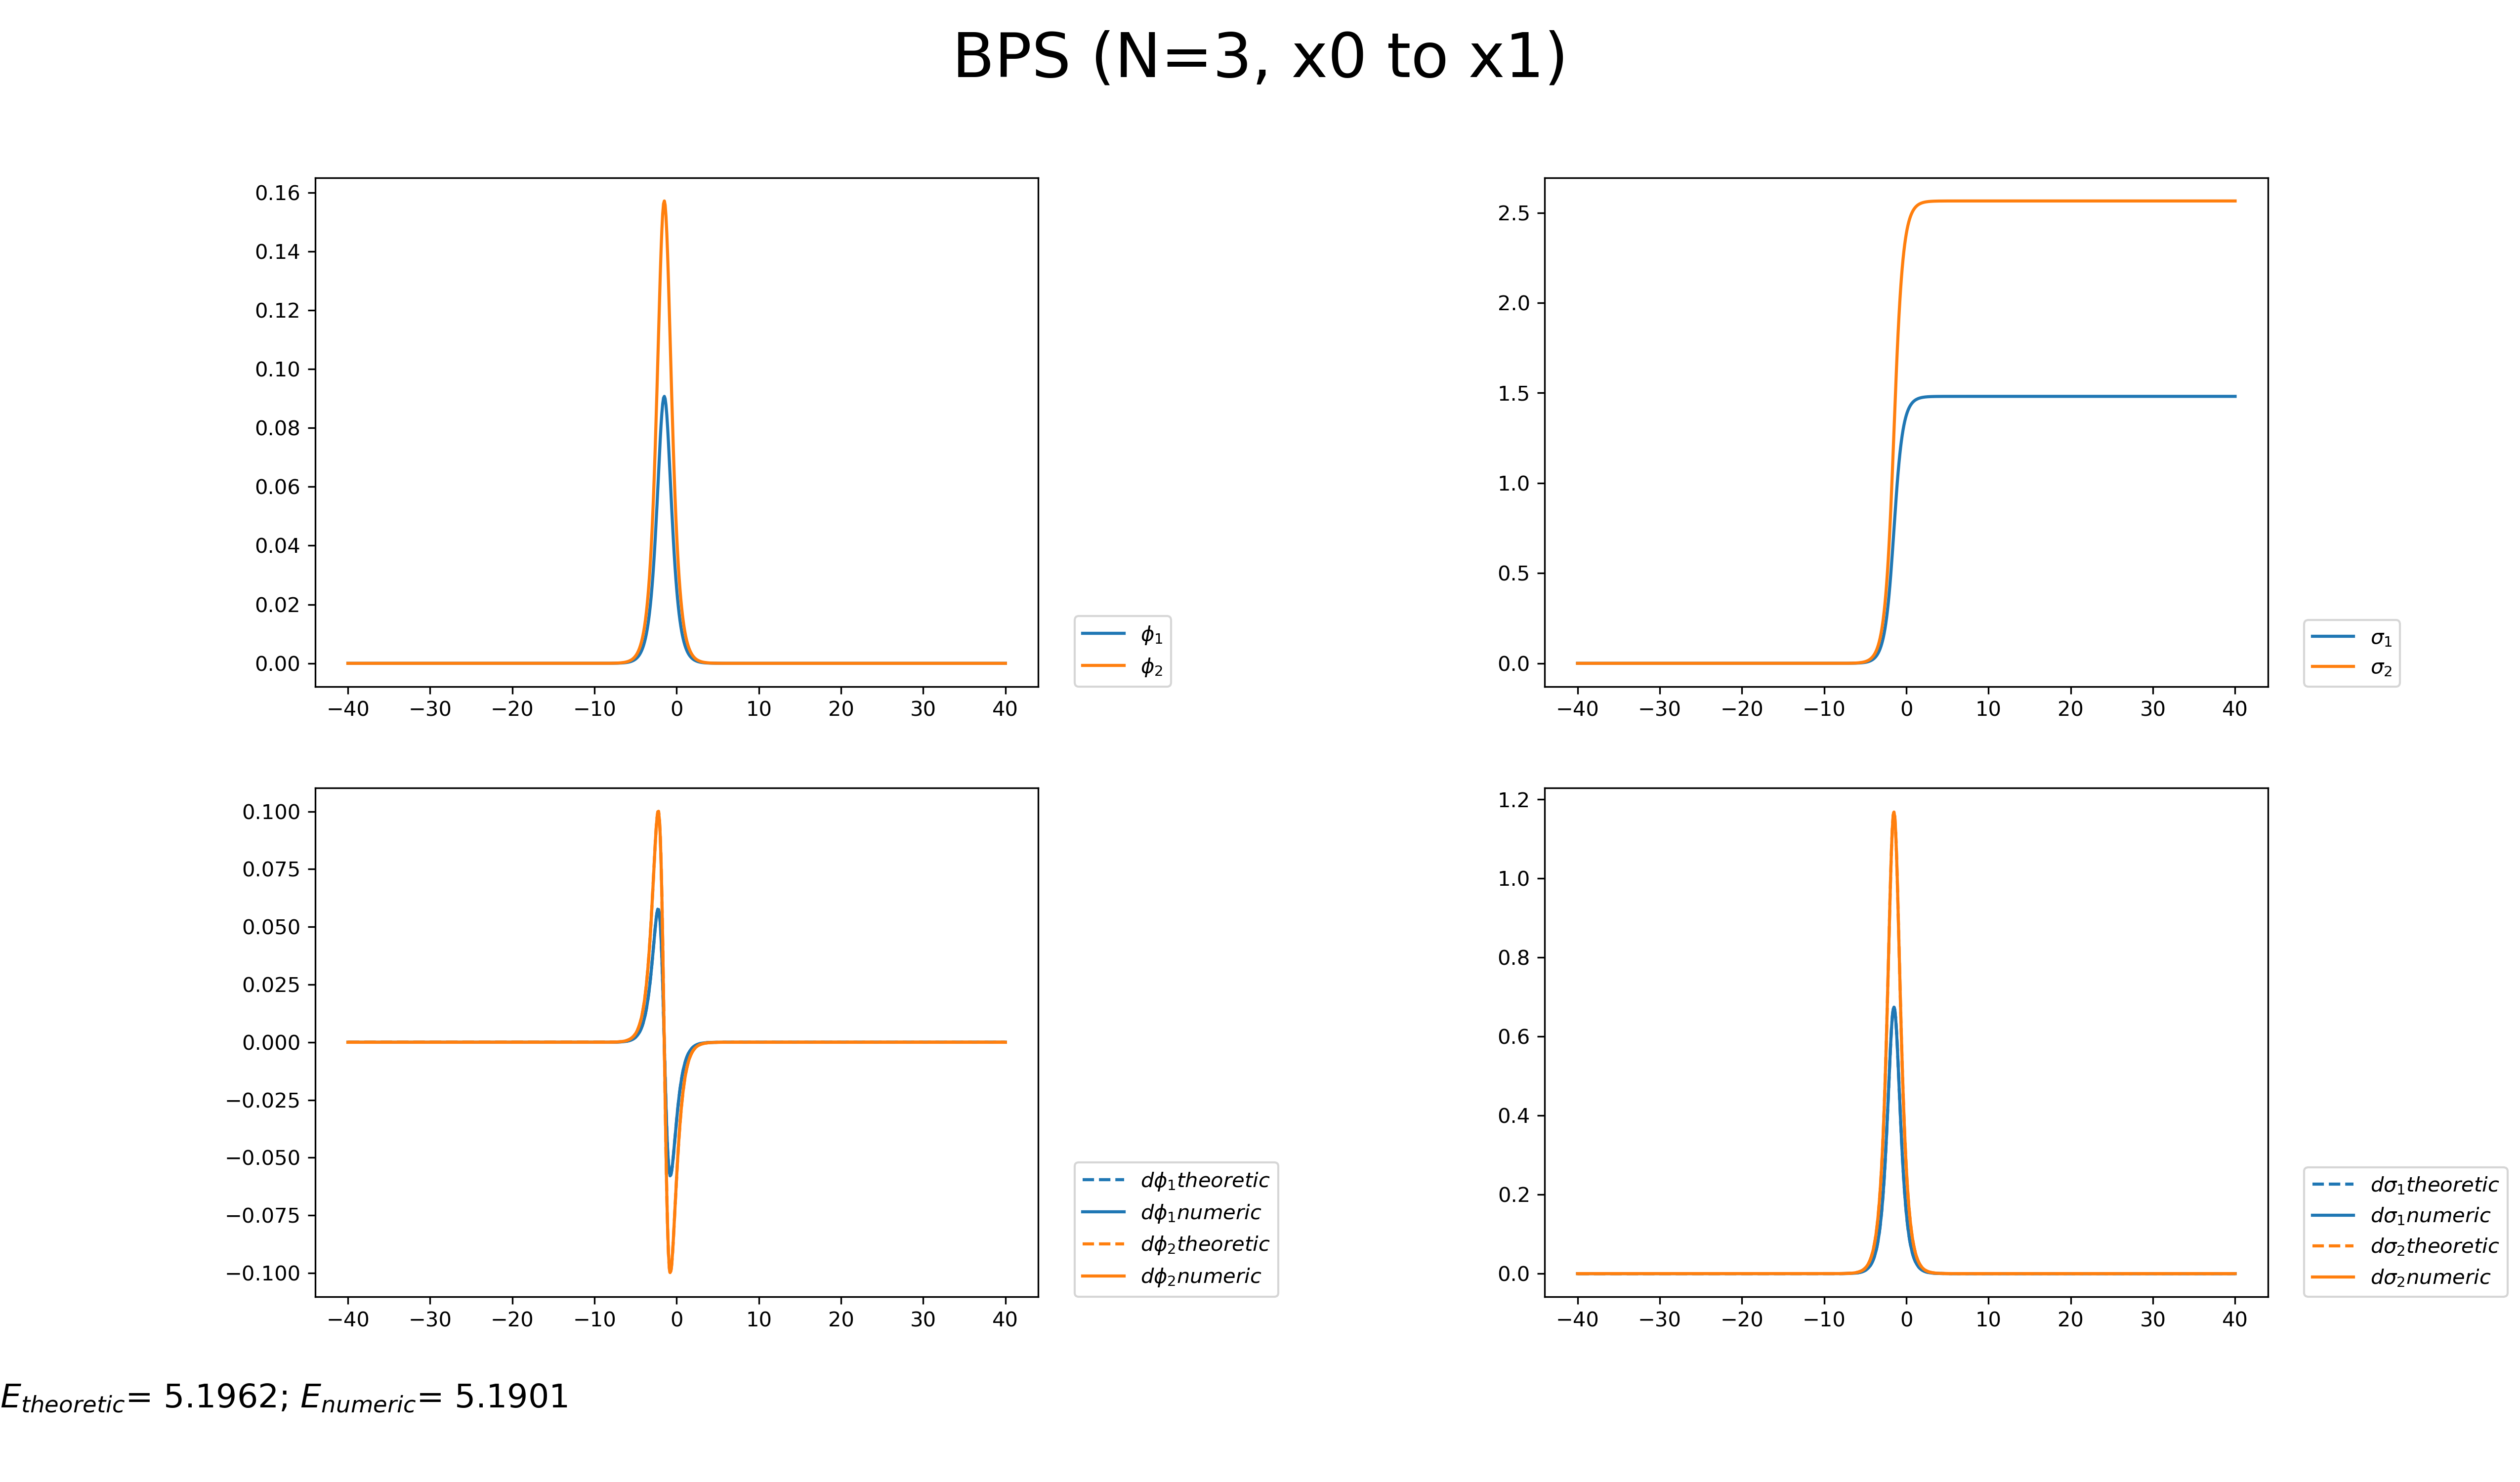 BPS (N=3, x0 to x1)
0.16
0.14
0.12
0.10
0.08
0.06
0.04
0.02
0.00
−40 −30 −20 −10 0 10 20 30 40
ϕ₁
ϕ₂
2.5
2.0
1.5
1.0
0.5
0.0
−40 −30 −20 −10 0 10 20 30 40
σ₁
σ₂
0.100
0.075
0.050
0.025
0.000
−0.025
−0.050
−0.075
−0.100
−40 −30 −20 −10 0 10 20 30 40
dϕ₁theoretic
dϕ₁numeric
dϕ₂theoretic
dϕ₂numeric
1.2
1.0
0.8
0.6
0.4
0.2
0.0
−40 −30 −20 −10 0 10 20 30 40
dσ₁theoretic
dσ₁numeric
dσ₂theoretic
dσ₂numeric
E_theoretic= 5.1962; E_numeric= 5.1901